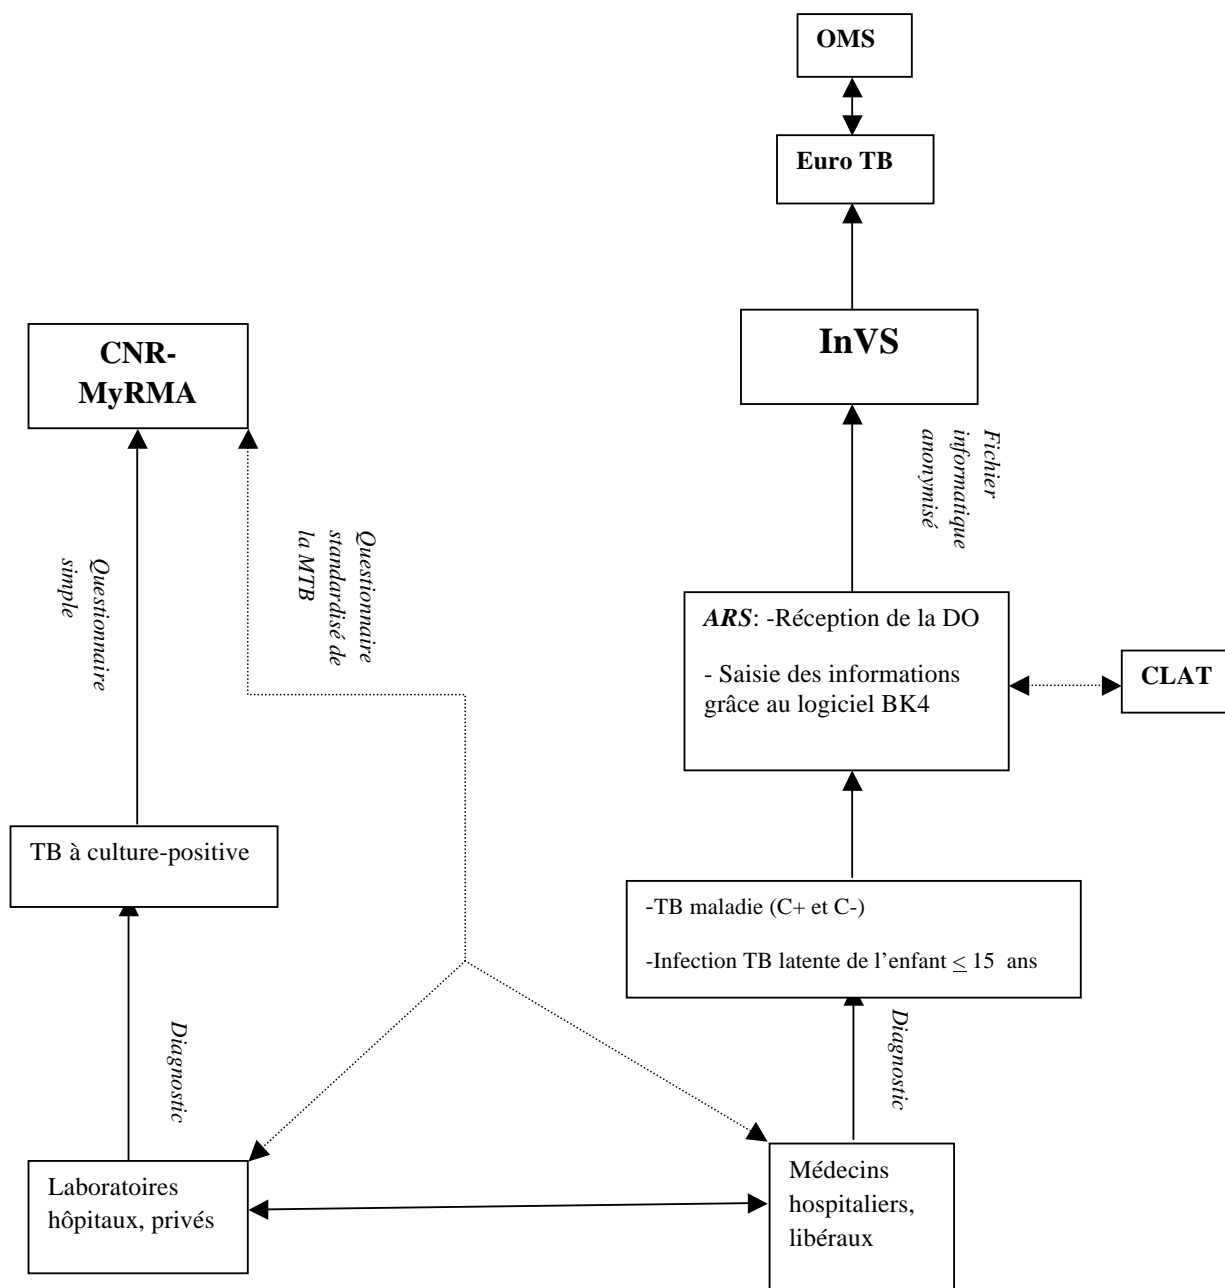 OMS
Euro TB
InVS
CNR-
MyRMA
Fichier
informatique
anonymisé
Questionnaire
standardisé de
la MTB
Questionnaire
simple
ARS: -Réception de la DO
- Saisie des informations
grâce au logiciel BK4
CLAT
TB à culture-positive
-TB maladie (C+ et C-)
-Infection TB latente de l’enfant ≤ 15 ans
Diagnostic
Diagnostic
Laboratoires
hôpitaux, privés
Médecins
hospitaliers,
libéraux